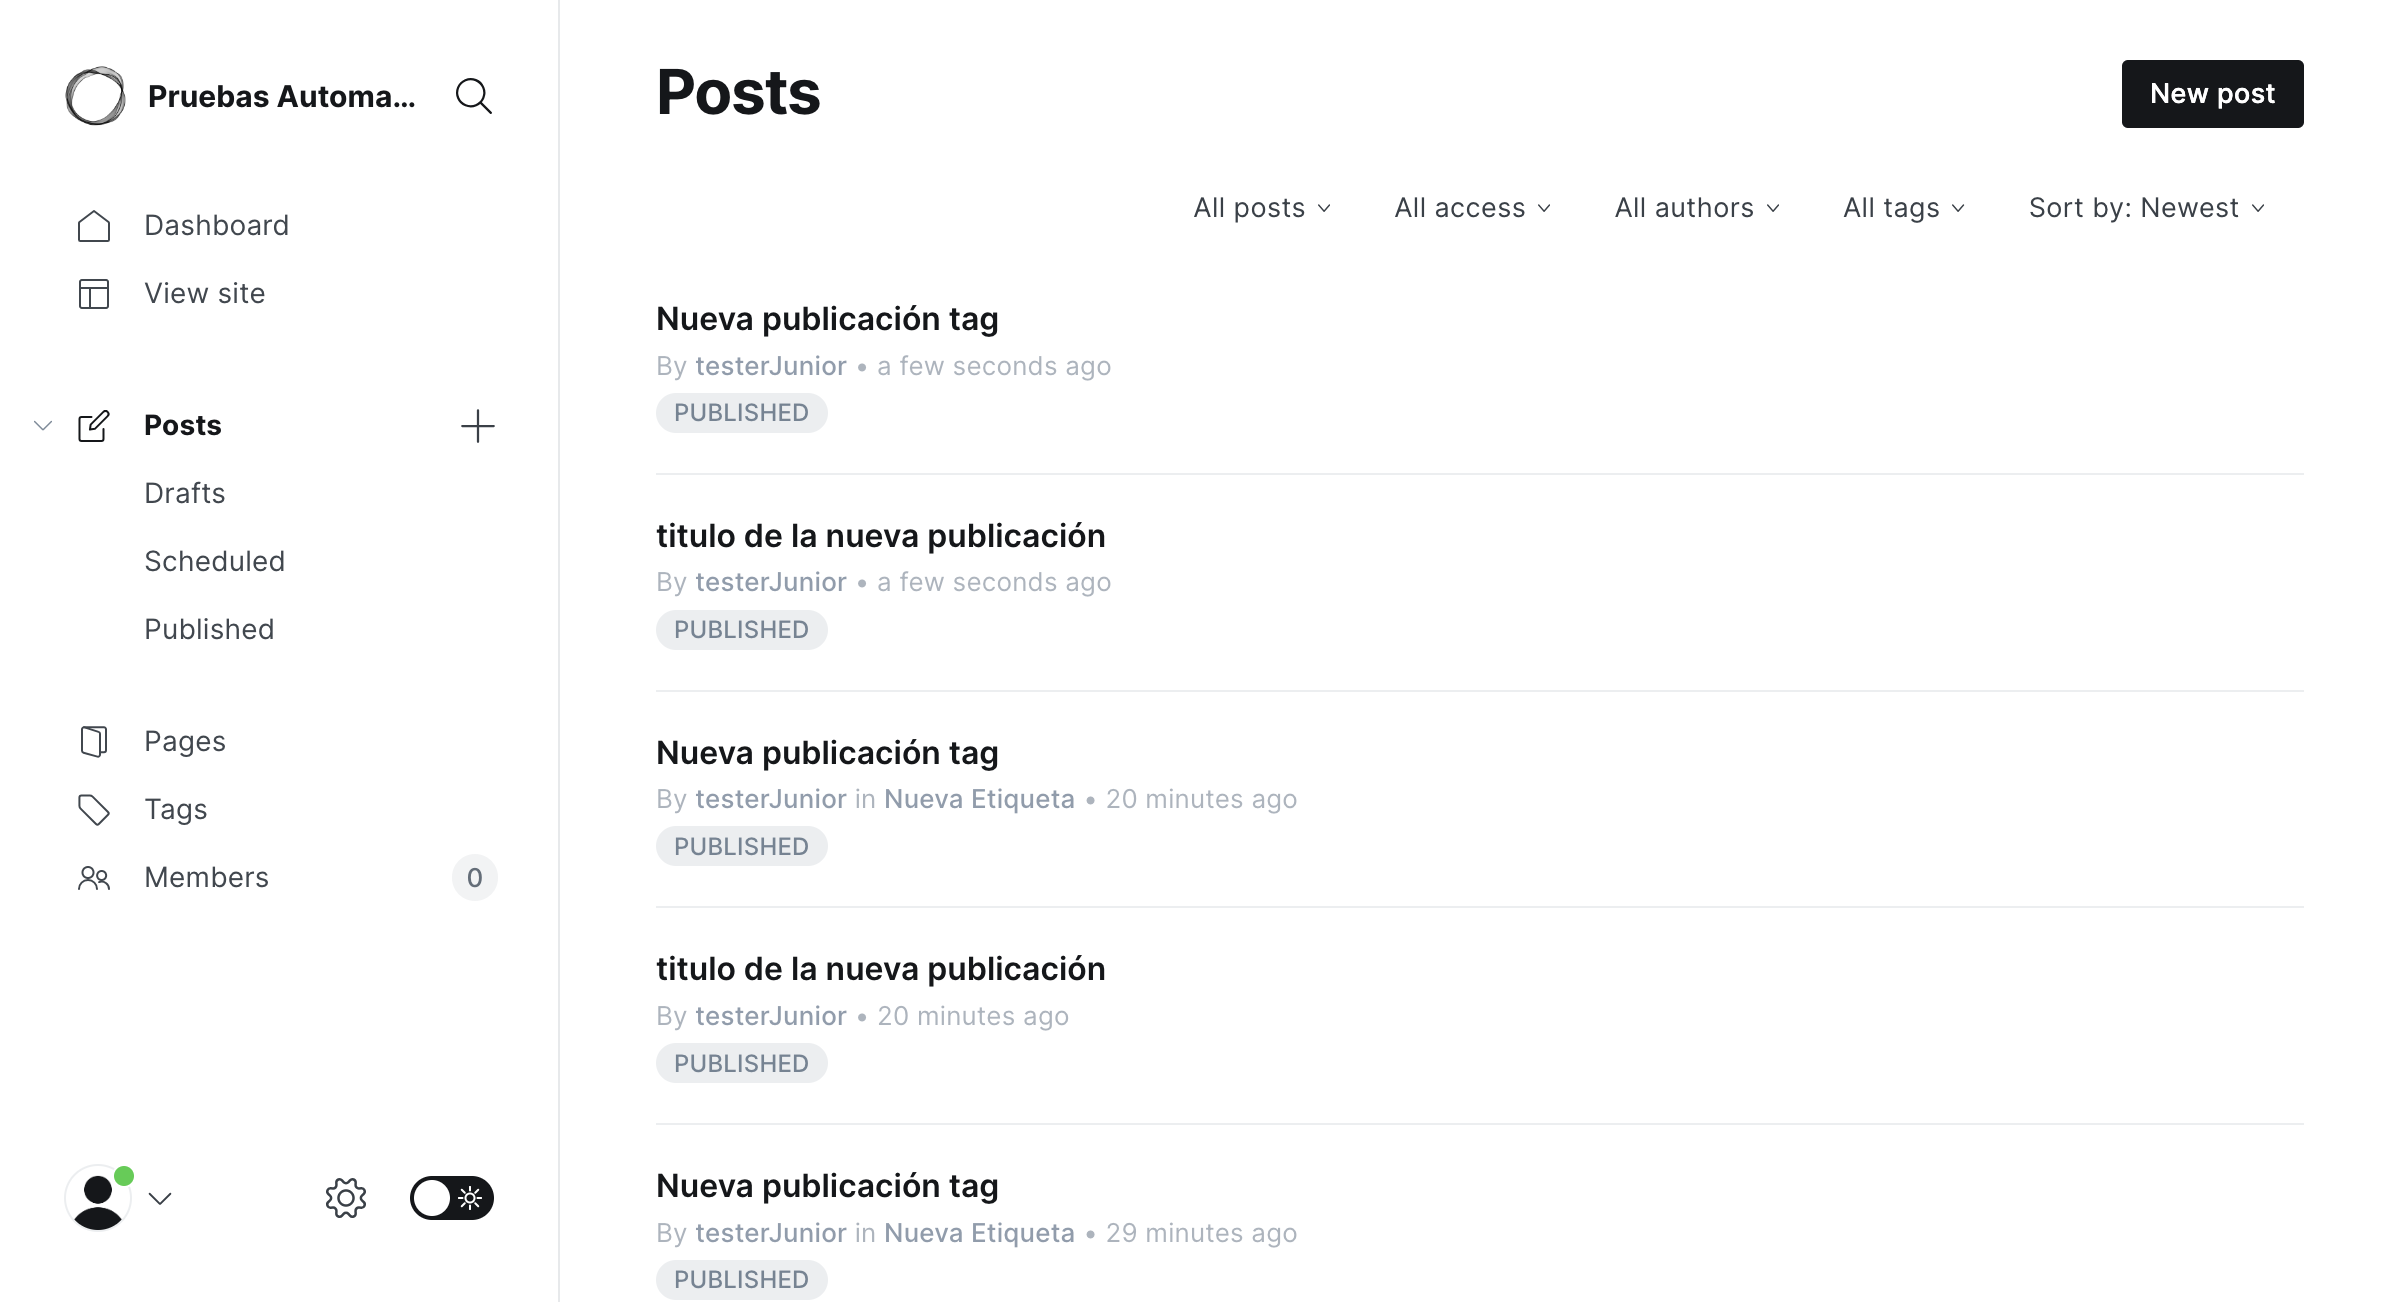 Pruebas Automa...
Dashboard
View site
Posts
Drafts
Scheduled
Published
Pages
Tags
Members 0
Posts
New post
All posts All access All authors All tags Sort by: Newest
Nueva publicación tag
By testerJunior • a few seconds ago
PUBLISHED
titulo de la nueva publicación
By testerJunior • a few seconds ago
PUBLISHED
Nueva publicación tag
By testerJunior in Nueva Etiqueta • 20 minutes ago
PUBLISHED
titulo de la nueva publicación
By testerJunior • 20 minutes ago
PUBLISHED
Nueva publicación tag
By testerJunior in Nueva Etiqueta • 29 minutes ago
PUBLISHED